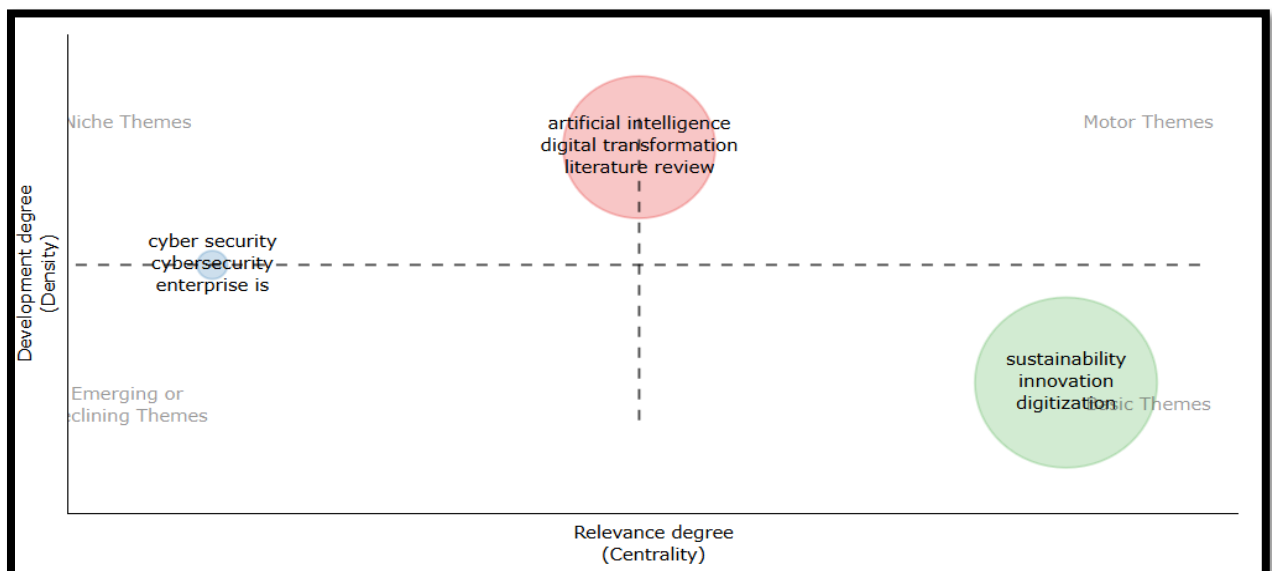 Niche Themes
artificial intelligence
digital transformation
literature review
Motor Themes
Development degree
(Density)
cyber security
cybersecurity
enterprise is
Emerging or
eclining Themes
sustainability
innovation
digitization
Basic Themes
Relevance degree
(Centrality)